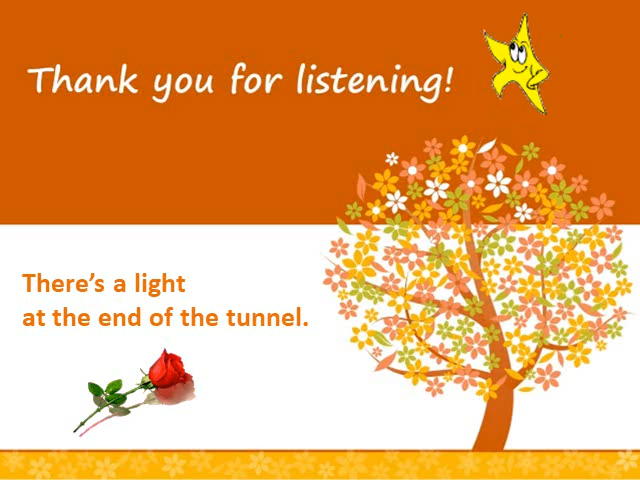 Thank you for listening!
There’s a light
at the end of the tunnel.